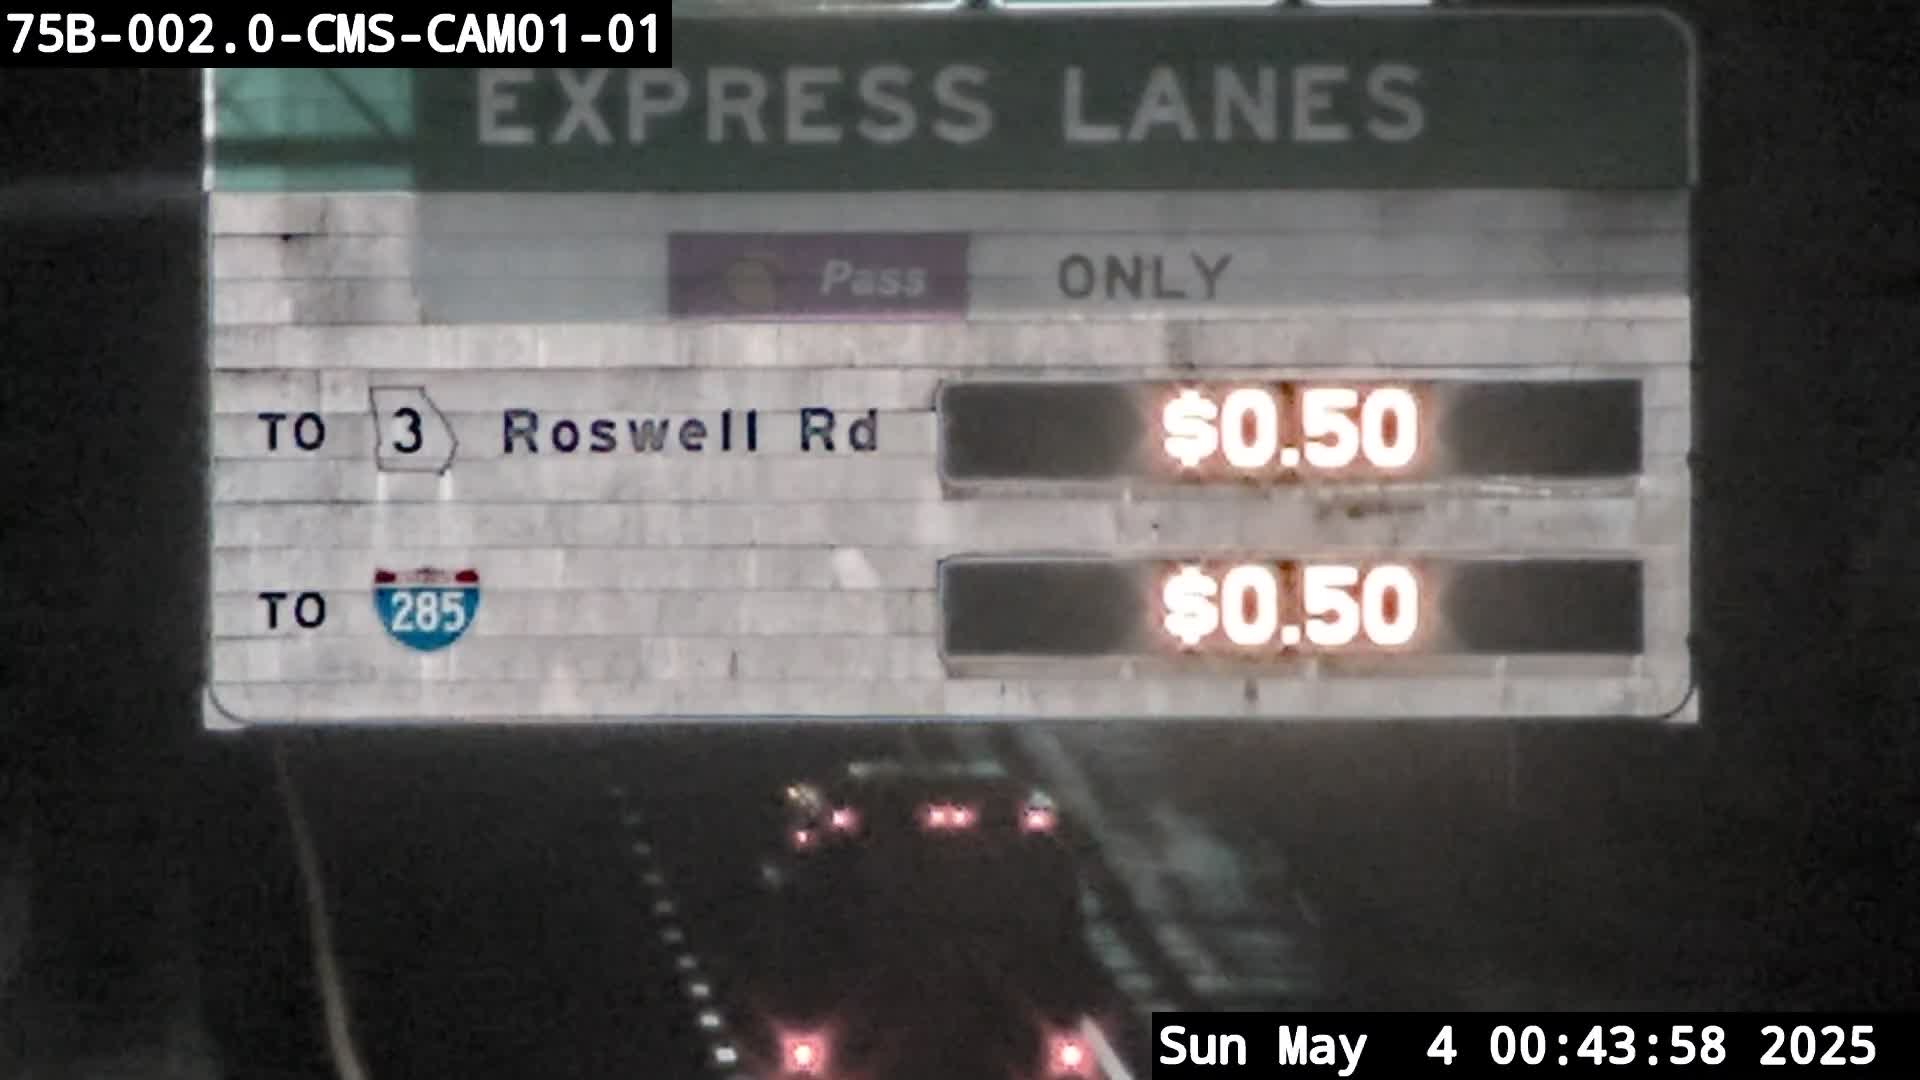 75B-002.0-CMS-CAM01-01
EXPRESS LANES
Pass ONLY
TO 3 Roswell Rd $0.50
TO 285 $0.50
Sun May 4 00:43:58 2025